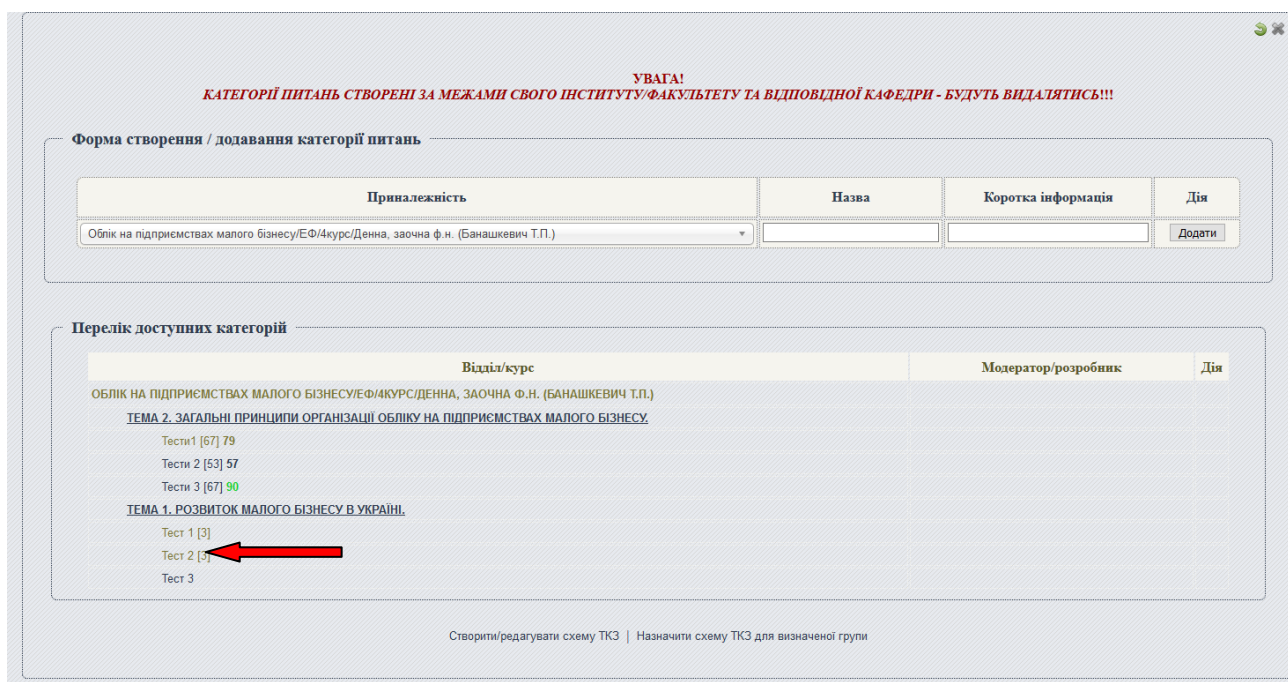 УВАГА!
КАТЕГОРІЇ ПИТАНЬ СТВОРЕНІ ЗА МЕЖАМИ СВОГО ІНСТИТУТУ/ФАКУЛЬТЕТУ ТА ВІДПОВІДНОЇ КАФЕДРИ - БУДУТЬ ВИДАЛЯТИСЬ!!!
Форма створення / додавання категорії питань
Приналежність Назва Коротка інформація Дія
Облік на підприємствах малого бізнесу/ЕФ/4курс/Денна, заочна ф.н. (Банашкевич Т.П.) Додати
Перелік доступних категорій
Відділ/курс Модератор/розробник Дія
ОБЛІК НА ПІДПРИЄМСТВАХ МАЛОГО БІЗНЕСУ/ЕФ/4КУРС/ДЕННА, ЗАОЧНА Ф.Н. (БАНАШКЕВИЧ Т.П.)
ТЕМА 2. ЗАГАЛЬНІ ПРИНЦИПИ ОРГАНІЗАЦІЇ ОБЛІКУ НА ПІДПРИЄМСТВАХ МАЛОГО БІЗНЕСУ.
Тести1 [67] 79
Тести 2 [53] 57
Тести 3 [67] 90
ТЕМА 1. РОЗВИТОК МАЛОГО БІЗНЕСУ В УКРАЇНІ.
Тест 1 [3]
Тест 2 [3]
Тест 3
Створити/редагувати схему ТКЗ | Назначити схему ТКЗ для визначеної групи